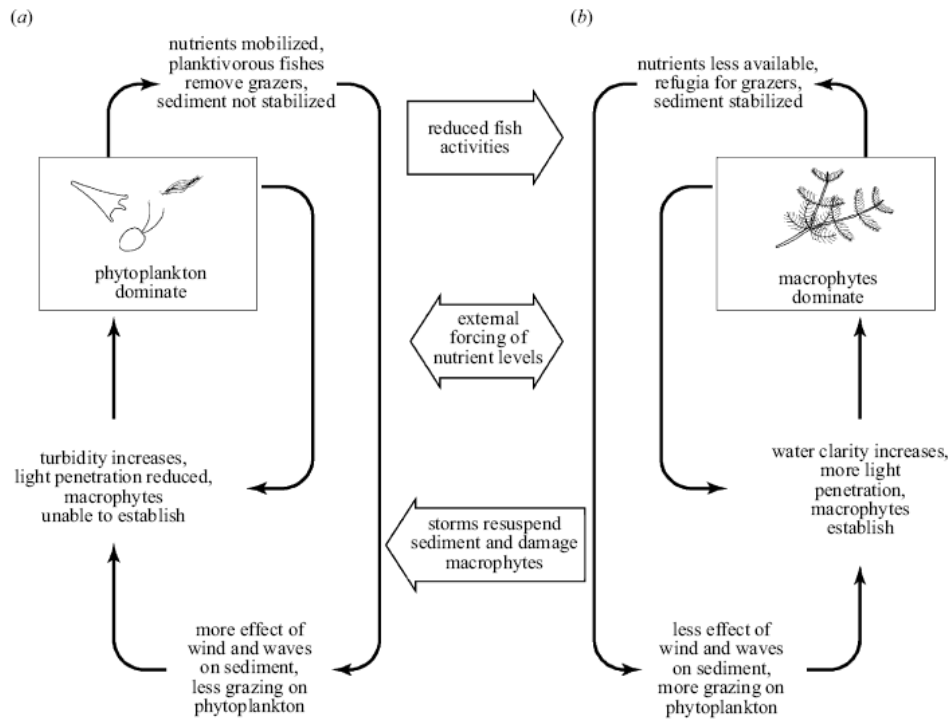 (a)
nutrients mobilized,
planktivorous fishes
remove grazers,
sediment not stabilized
phytoplankton
dominate
turbidity increases,
light penetration reduced,
macrophytes
unable to establish
more effect of
wind and waves
on sediment,
less grazing on
phytoplankton
reduced fish
activities
external
forcing of
nutrient levels
storms resuspend
sediment and damage
macrophytes
(b)
nutrients less available,
refugia for grazers,
sediment stabilized
macrophytes
dominate
water clarity increases,
more light
penetration,
macrophytes
establish
less effect of
wind and waves
on sediment,
more grazing on
phytoplankton